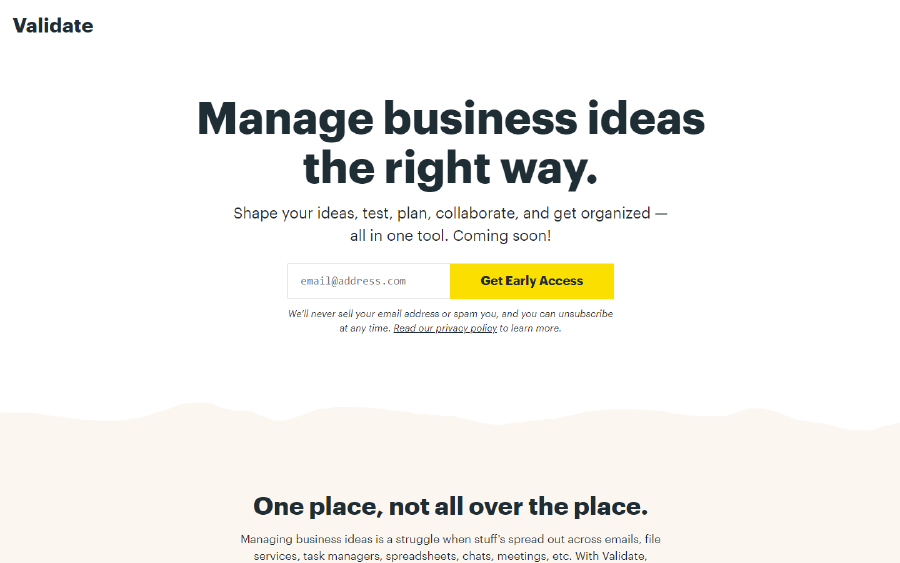 Validate
Manage business ideas
the right way.
Shape your ideas, test, plan, collaborate, and get organized —
all in one tool. Coming soon!
email@address.com
Get Early Access
We'll never sell your email address or spam you, and you can unsubscribe
at any time. Read our privacy policy to learn more.
One place, not all over the place.
Managing business ideas is a struggle when stuff's spread out across emails, file
services, task managers, spreadsheets, chats, meetings, etc. With Validate,